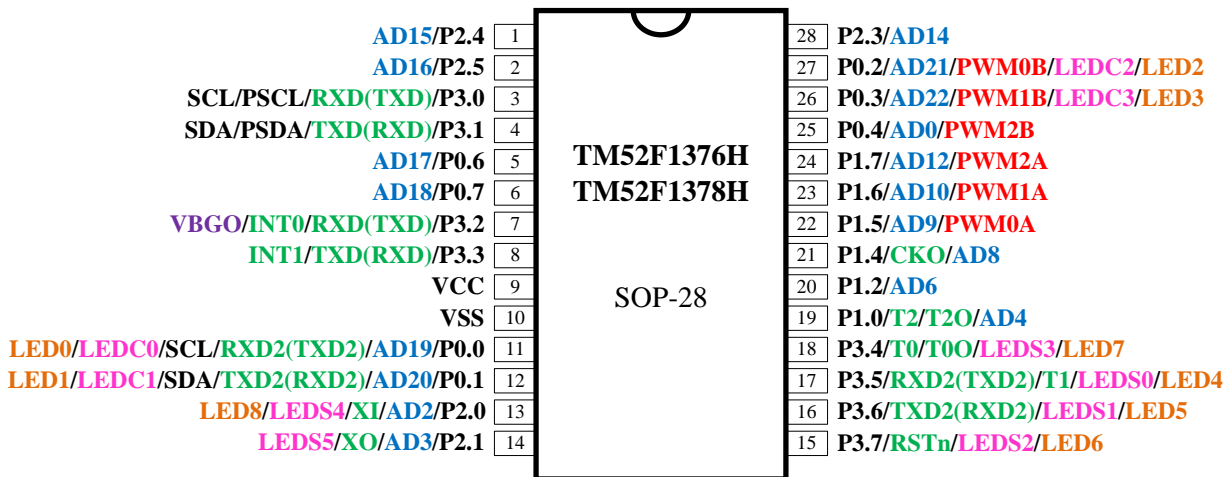 AD15/P2.4 1
AD16/P2.5 2
SCL/PSCL/RXD(TXD)/P3.0 3
SDA/PSDA/TXD(RXD)/P3.1 4
AD17/P0.6 5
AD18/P0.7 6
VBGO/INT0/RXD(TXD)/P3.2 7
INT1/TXD(RXD)/P3.3 8
VCC 9
VSS 10
LED0/LEDC0/SCL/RXD2(TXD2)/AD19/P0.0 11
LED1/LEDC1/SDA/TXD2(RXD2)/AD20/P0.1 12
LED8/LEDS4/XI/AD2/P2.0 13
LEDS5/XO/AD3/P2.1 14
TM52F1376H
TM52F1378H
SOP-28
28 P2.3/AD14
27 P0.2/AD21/PWM0B/LEDC2/LED2
26 P0.3/AD22/PWM1B/LEDC3/LED3
25 P0.4/AD0/PWM2B
24 P1.7/AD12/PWM2A
23 P1.6/AD10/PWM1A
22 P1.5/AD9/PWM0A
21 P1.4/CKO/AD8
20 P1.2/AD6
19 P1.0/T2/T2O/AD4
18 P3.4/T0/T0O/LEDS3/LED7
17 P3.5/RXD2(TXD2)/T1/LEDS0/LED4
16 P3.6/TXD2(RXD2)/LEDS1/LED5
15 P3.7/RSTn/LEDS2/LED6